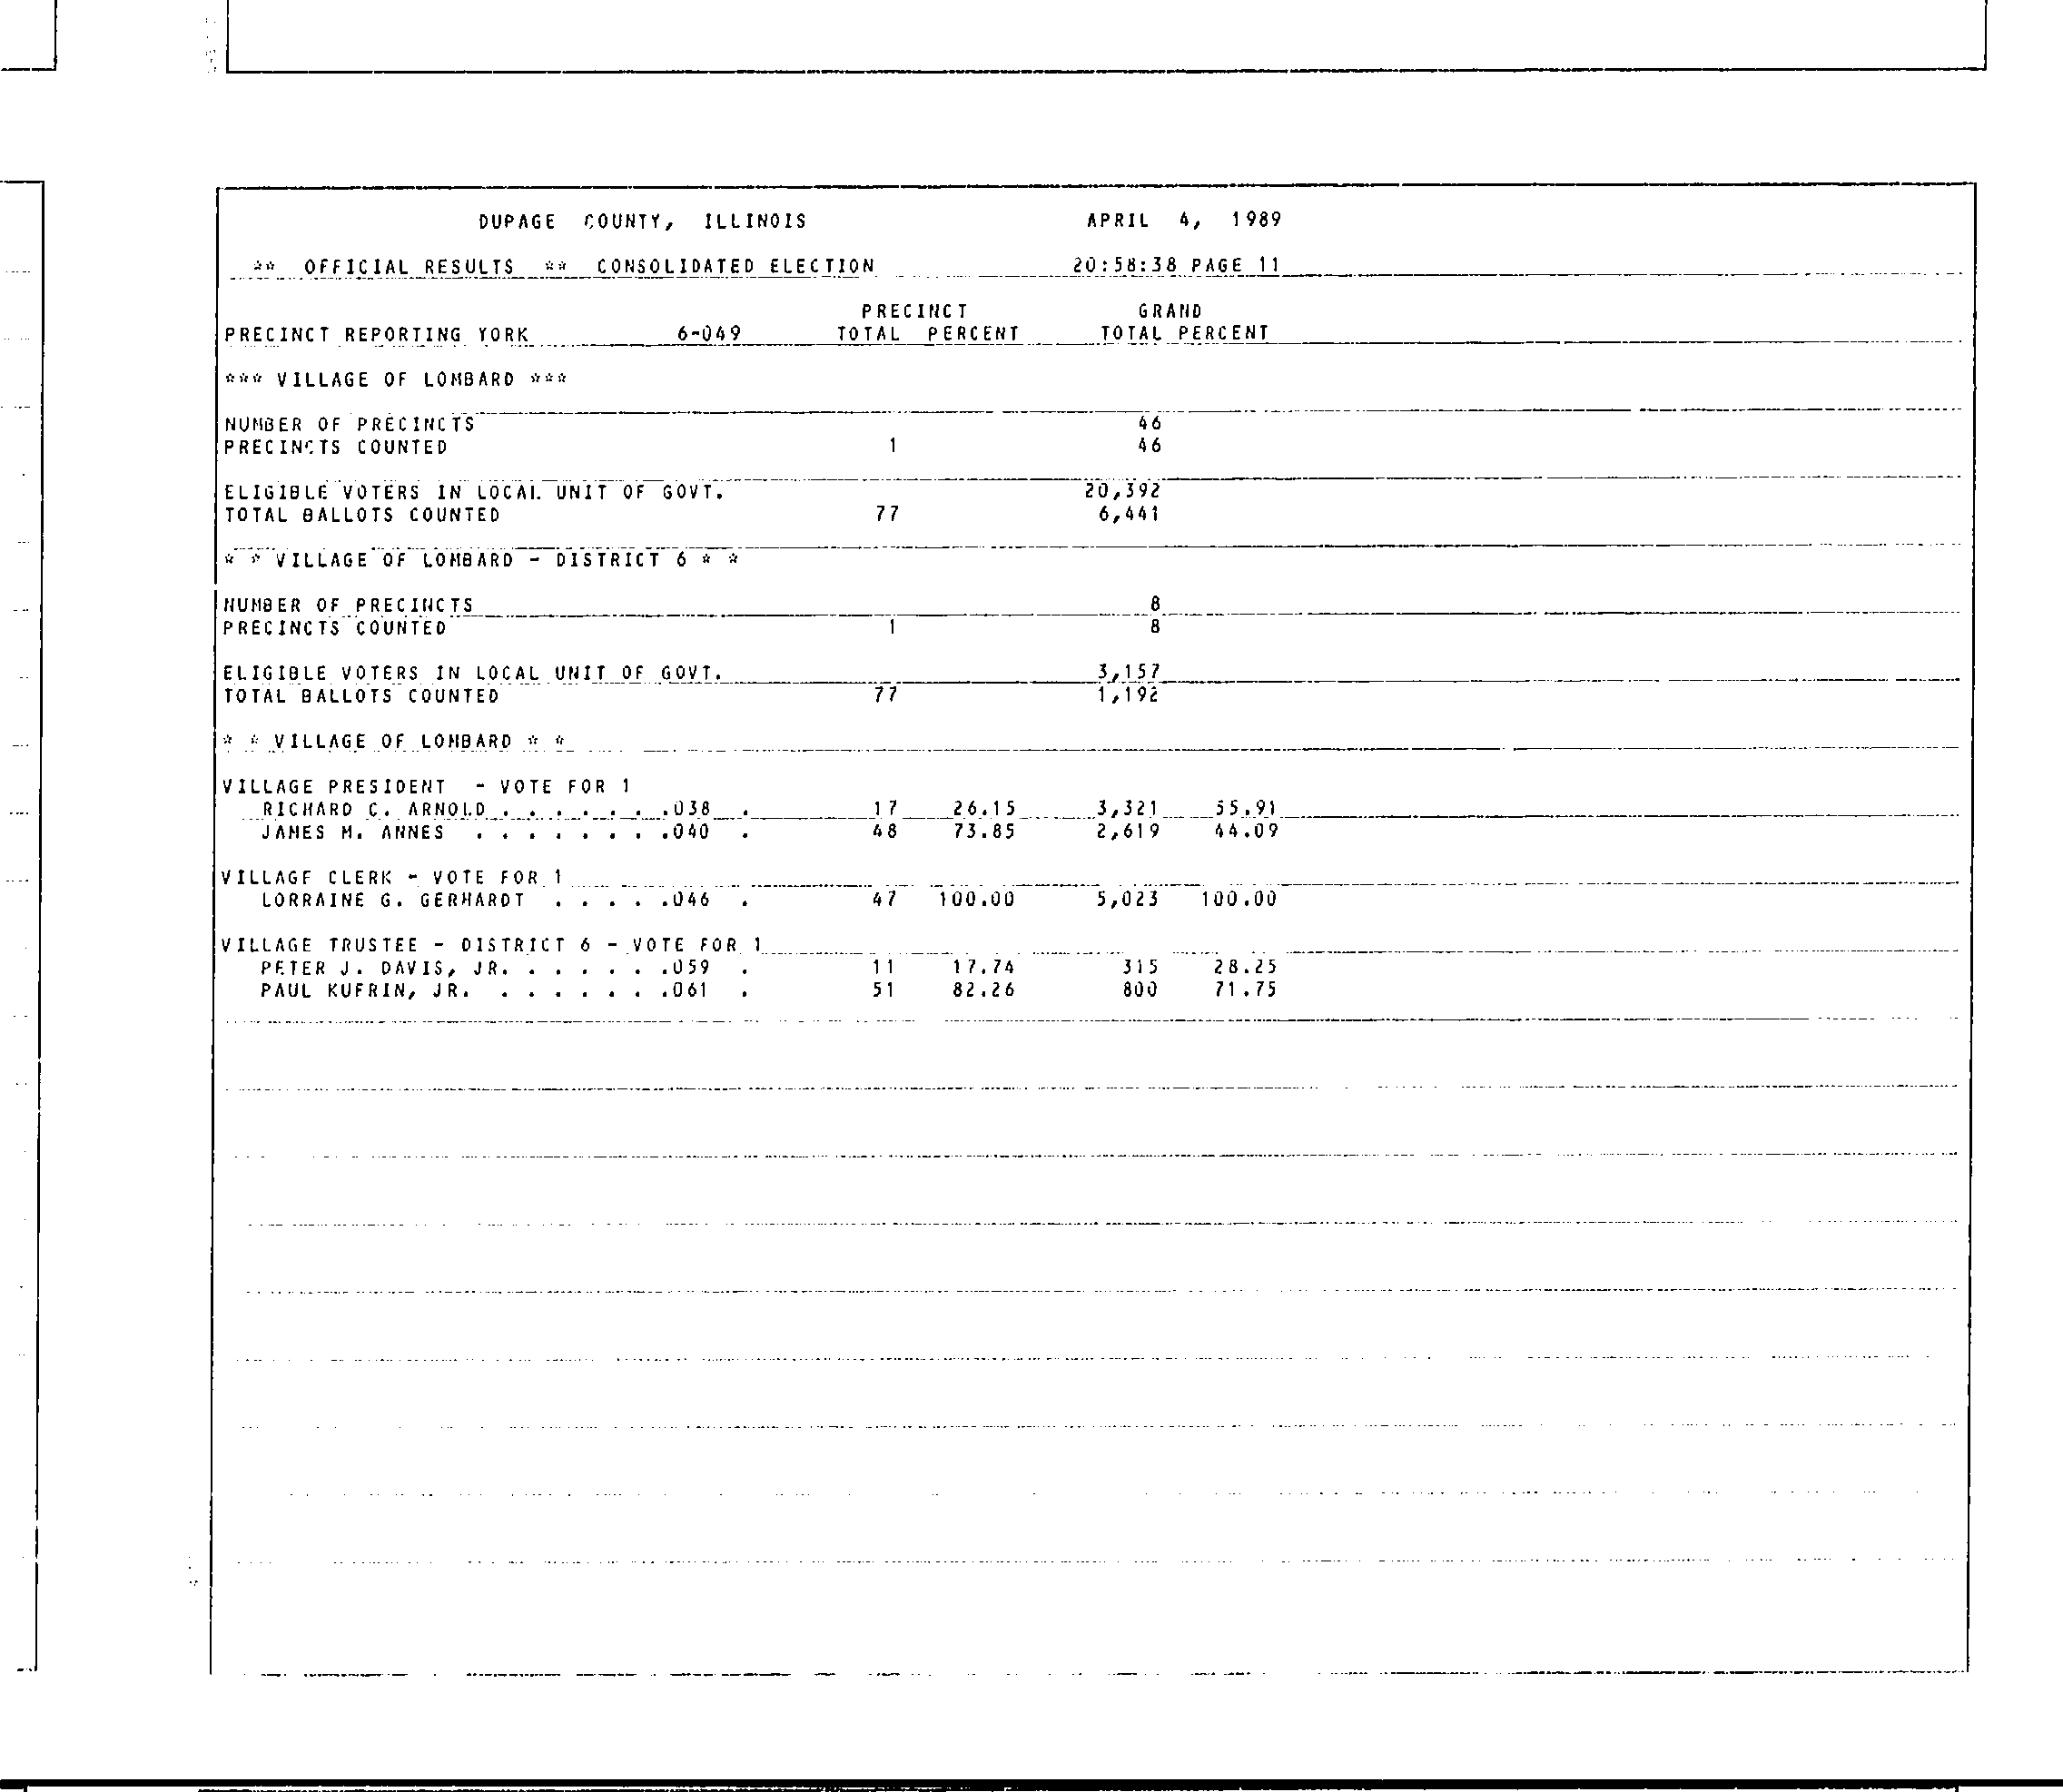 DUPAGE COUNTY, ILLINOIS APRIL 4, 1989
** OFFICIAL RESULTS ** CONSOLIDATED ELECTION 20:58:38 PAGE 11
PRECINCT GRAND
PRECINCT REPORTING YORK 6-049 TOTAL PERCENT TOTAL PERCENT
*** VILLAGE OF LOMBARD ***
NUMBER OF PRECINCTS 46
PRECINCTS COUNTED 1 46
ELIGIBLE VOTERS IN LOCAL UNIT OF GOVT. 20,392
TOTAL BALLOTS COUNTED 77 6,441
* * VILLAGE OF LOMBARD - DISTRICT 6 * *
NUMBER OF PRECINCTS 8
PRECINCTS COUNTED 1 8
ELIGIBLE VOTERS IN LOCAL UNIT OF GOVT. 3,157
TOTAL BALLOTS COUNTED 77 1,192
* * VILLAGE OF LOMBARD * *
VILLAGE PRESIDENT - VOTE FOR 1
RICHARD C. ARNOLD . . . . . . .038 . 17 26.15 3,321 55.91
JAMES M. ANNES . . . . . . . .040 . 48 73.85 2,619 44.09
VILLAGE CLERK - VOTE FOR 1
LORRAINE G. GERHARDT . . . . .046 . 47 100.00 5,023 100.00
VILLAGE TRUSTEE - DISTRICT 6 - VOTE FOR 1
PETER J. DAVIS, JR. . . . . . .059 . 11 17.74 315 28.25
PAUL KUFRIN, JR. . . . . . . .061 . 51 82.26 800 71.75